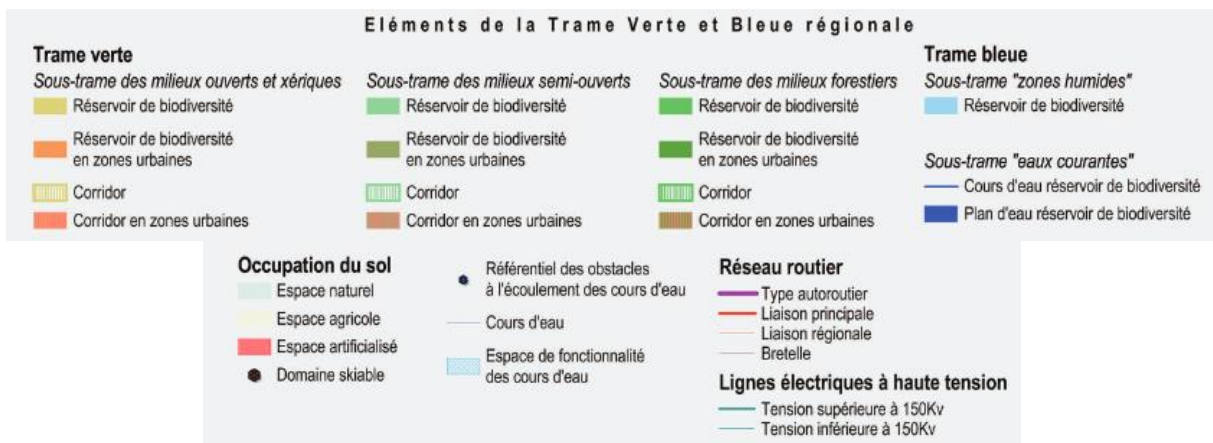 Eléments de la Trame Verte et Bleue régionale
Trame verte
Sous-trame des milieux ouverts et xériques
Réservoir de biodiversité
Réservoir de biodiversité
en zones urbaines
Corridor
Corridor en zones urbaines
Sous-trame des milieux semi-ouverts
Réservoir de biodiversité
Réservoir de biodiversité
en zones urbaines
Corridor
Corridor en zones urbaines
Sous-trame des milieux forestiers
Réservoir de biodiversité
Réservoir de biodiversité
en zones urbaines
Corridor
Corridor en zones urbaines
Trame bleue
Sous-trame "zones humides"
Réservoir de biodiversité
Sous-trame "eaux courantes"
Cours d'eau réservoir de biodiversité
Plan d'eau réservoir de biodiversité
Occupation du sol
Espace naturel
Espace agricole
Espace artificialisé
Domaine skiable
Référentiel des obstacles
à l'écoulement des cours d'eau
Cours d'eau
Espace de fonctionnalité
des cours d'eau
Réseau routier
Type autoroutier
Liaison principale
Liaison régionale
Bretelle
Lignes électriques à haute tension
Tension supérieure à 150Kv
Tension inférieure à 150Kv